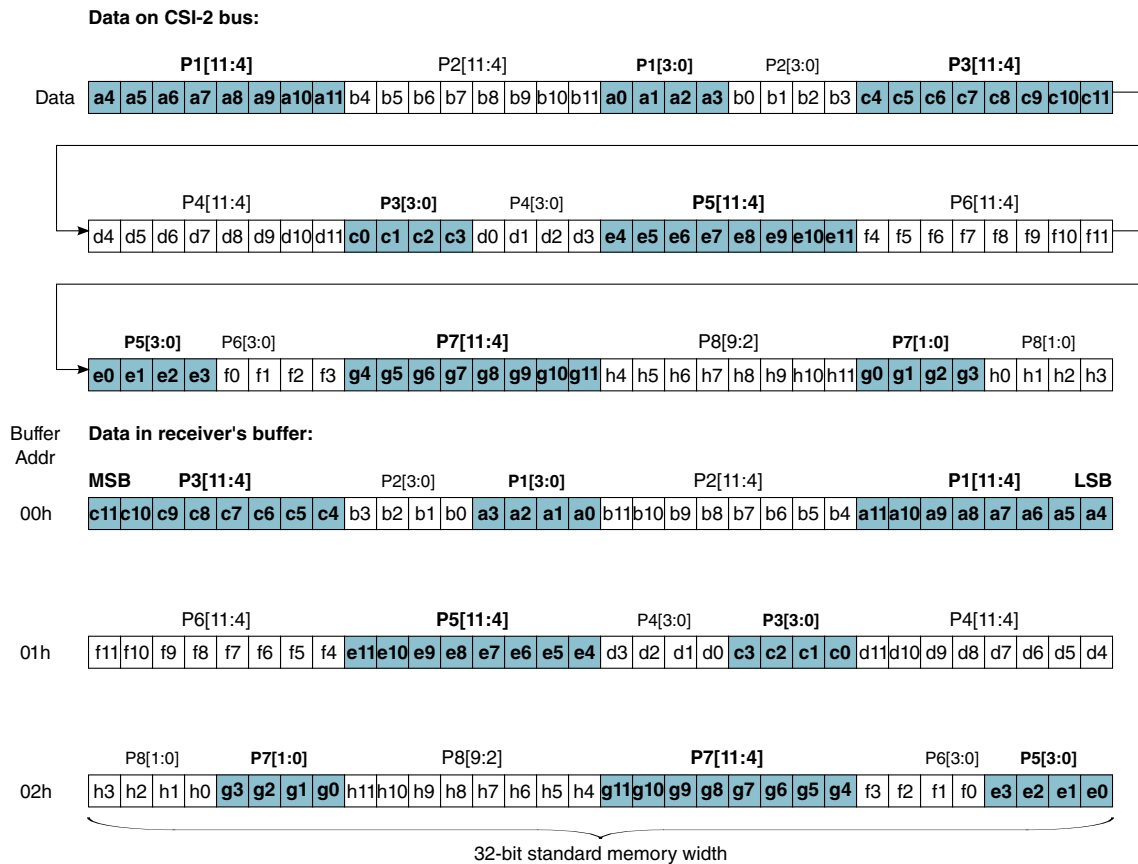 Data on CSI-2 bus:
P1[11:4] P2[11:4] P1[3:0] P2[3:0] P3[11:4]
Data a4 a5 a6 a7 a8 a9 a10 a11 b4 b5 b6 b7 b8 b9 b10 b11 a0 a1 a2 a3 b0 b1 b2 b3 c4 c5 c6 c7 c8 c9 c10 c11
P4[11:4] P3[3:0] P4[3:0] P5[11:4] P6[11:4]
d4 d5 d6 d7 d8 d9 d10 d11 c0 c1 c2 c3 d0 d1 d2 d3 e4 e5 e6 e7 e8 e9 e10 e11 f4 f5 f6 f7 f8 f9 f10 f11
P5[3:0] P6[3:0] P7[11:4] P8[9:2] P7[1:0] P8[1:0]
e0 e1 e2 e3 f0 f1 f2 f3 g4 g5 g6 g7 g8 g9 g10 g11 h4 h5 h6 h7 h8 h9 h10 h11 g0 g1 g2 g3 h0 h1 h2 h3
Buffer Addr
Data in receiver's buffer:
MSB P3[11:4] P2[3:0] P1[3:0] P2[11:4] P1[11:4] LSB
00h c11 c10 c9 c8 c7 c6 c5 c4 b3 b2 b1 b0 a3 a2 a1 a0 b11 b10 b9 b8 b7 b6 b5 b4 a11 a10 a9 a8 a7 a6 a5 a4
P6[11:4] P5[11:4] P4[3:0] P3[3:0] P4[11:4]
01h f11 f10 f9 f8 f7 f6 f5 f4 e11 e10 e9 e8 e7 e6 e5 e4 d3 d2 d1 d0 c3 c2 c1 c0 d11 d10 d9 d8 d7 d6 d5 d4
P8[1:0] P7[1:0] P8[9:2] P7[11:4] P6[3:0] P5[3:0]
02h h3 h2 h1 h0 g3 g2 g1 g0 h11 h10 h9 h8 h7 h6 h5 h4 g11 g10 g9 g8 g7 g6 g5 g4 f3 f2 f1 f0 e3 e2 e1 e0
32-bit standard memory width